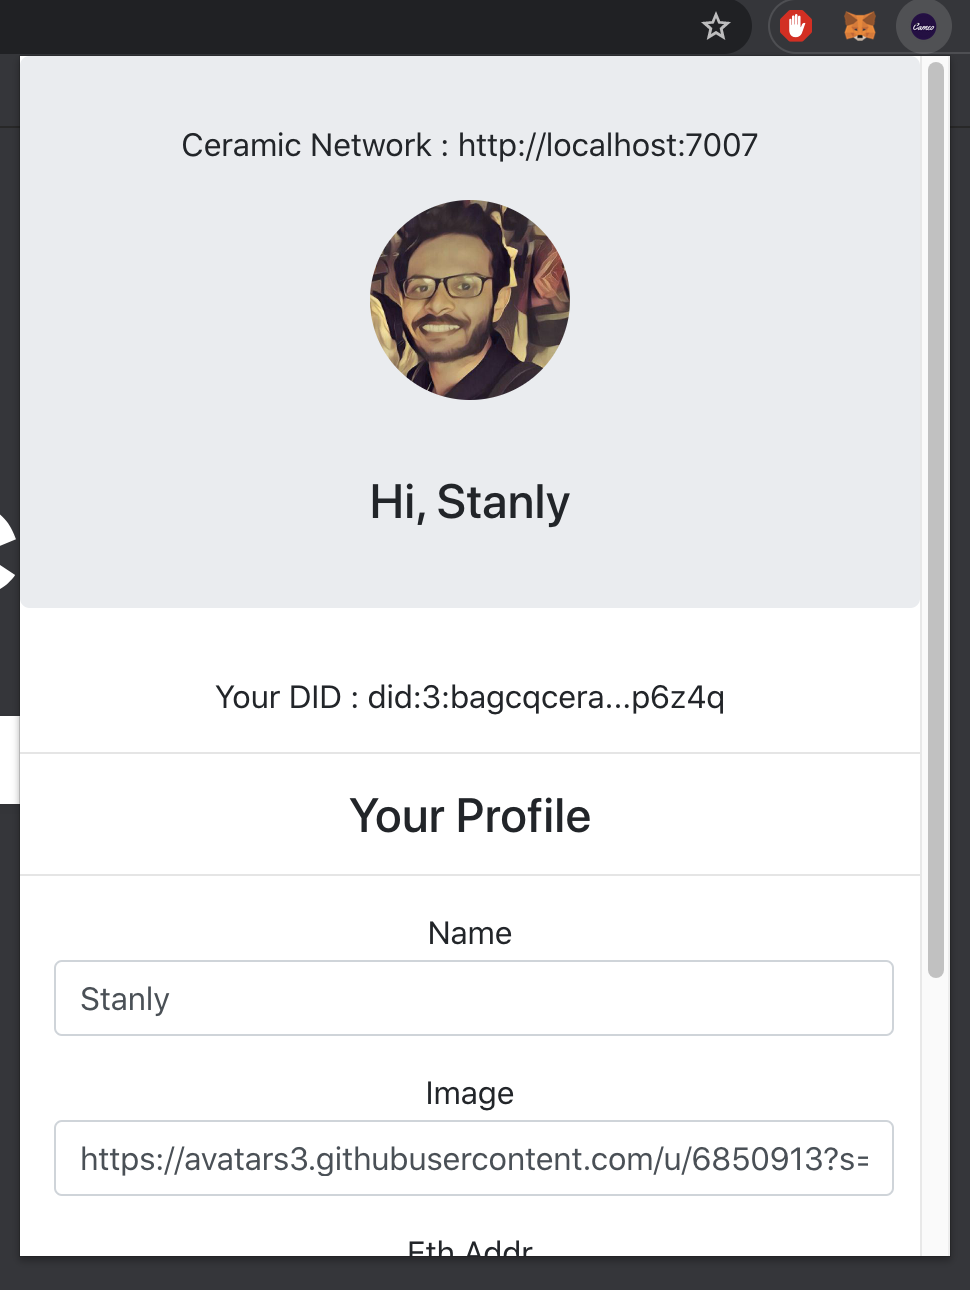 Cameo
Ceramic Network : http://localhost:7007
Hi, Stanly
Your DID : did:3:bagcqcera...p6z4q
Your Profile
Name
Stanly
Image
https://avatars3.githubusercontent.com/u/6850913?s=
Eth Addr